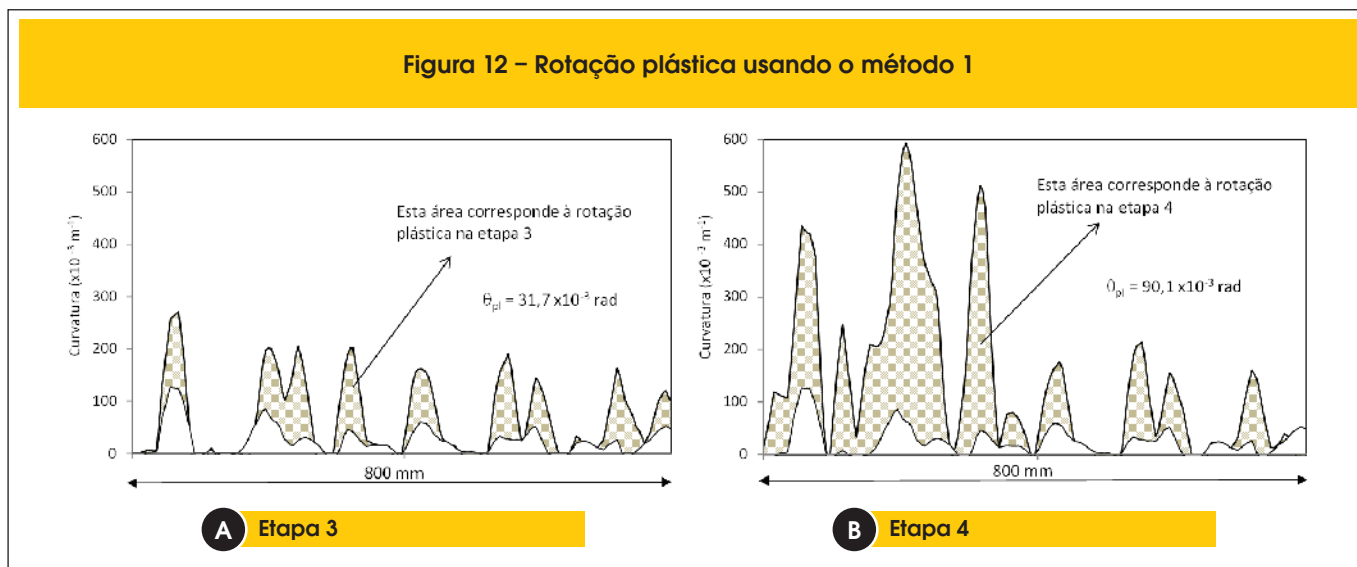 Figura 12 – Rotação plástica usando o método 1
600
500
400
300
200
100
0
Curvatura (x10⁻³ m⁻¹)
Esta área corresponde à rotação
plástica na etapa 3
θpl = 31,7 x10⁻³ rad
800 mm
A Etapa 3
600
500
400
300
200
100
0
Curvatura (x10⁻³ m⁻¹)
Esta área corresponde à rotação
plástica na etapa 4
θpl = 90,1 x10⁻³ rad
800 mm
B Etapa 4